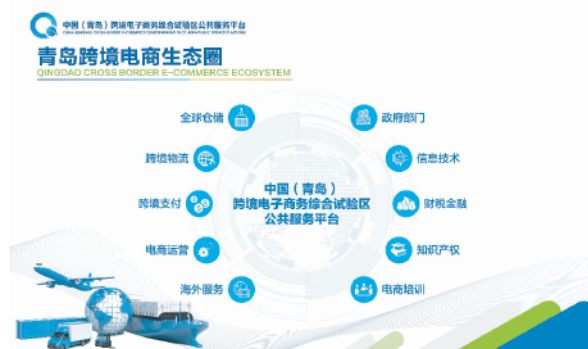 中国（青岛）跨境电子商务综合试验区公共服务平台
青岛跨境电商生态圈
QINGDAO CROSS BORDER E-COMMERCE ECOSYSTEM
全球仓储
政府部门
跨境物流
信息技术
中国（青岛）
跨境电子商务综合试验区
公共服务平台
跨境支付
财税金融
电商运营
知识产权
海外服务
电商培训